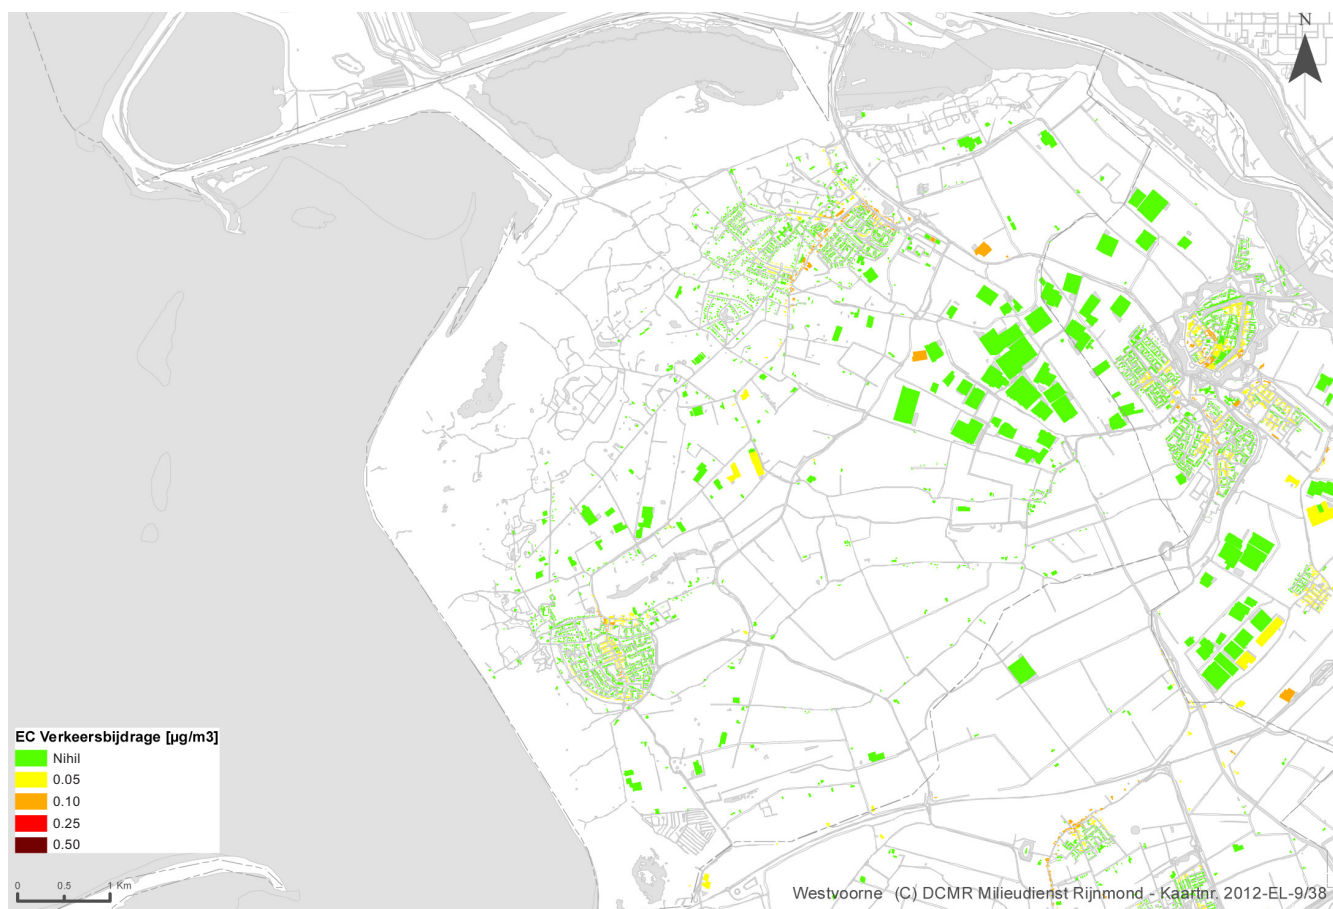 N
EC Verkeersbijdrage [µg/m3]
Nihil
0.05
0.10
0.25
0.50
0 0.5 1 Km
Westvoorne (C) DCMR Milieudienst Rijnmond - Kaartnr. 2012-EL-9/38